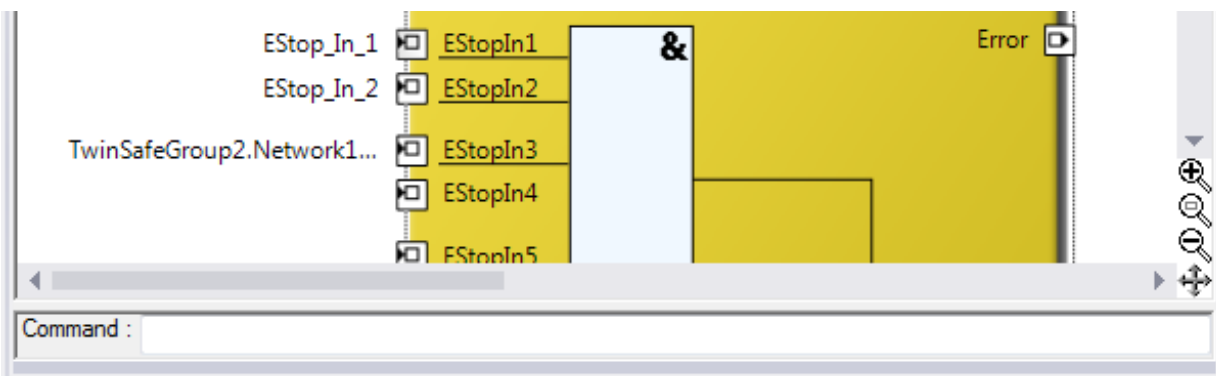 EStop_In_1 EStopIn1 & Error
EStop_In_2 EStopIn2
TwinSafeGroup2.Network1... EStopIn3
EStopIn4
EStopIn5
Command :